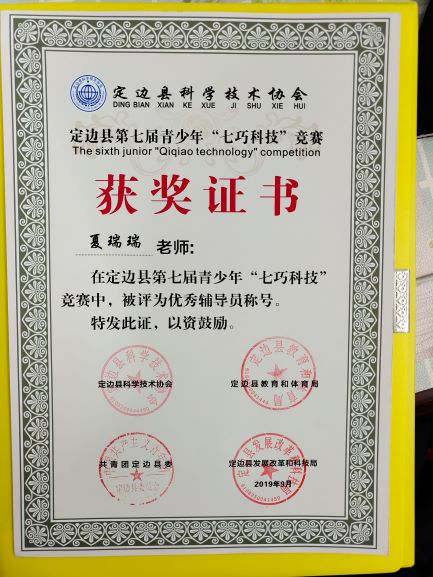 定边县科学技术协会
DING BIAN XIAN KE XUE JI SHU XIE HUI
定边县第七届青少年“七巧科技”竞赛
The sixth junior "Qiqiao technology" competition
获奖证书
夏瑞瑞 老师:
在定边县第七届青少年“七巧科技”
竞赛中，被评为优秀辅导员称号。
特发此证，以资鼓励。
定边县科学技术协会
定边县教育和体育局
共青团定边县委
定边县发展改革和科技局
2019年9月